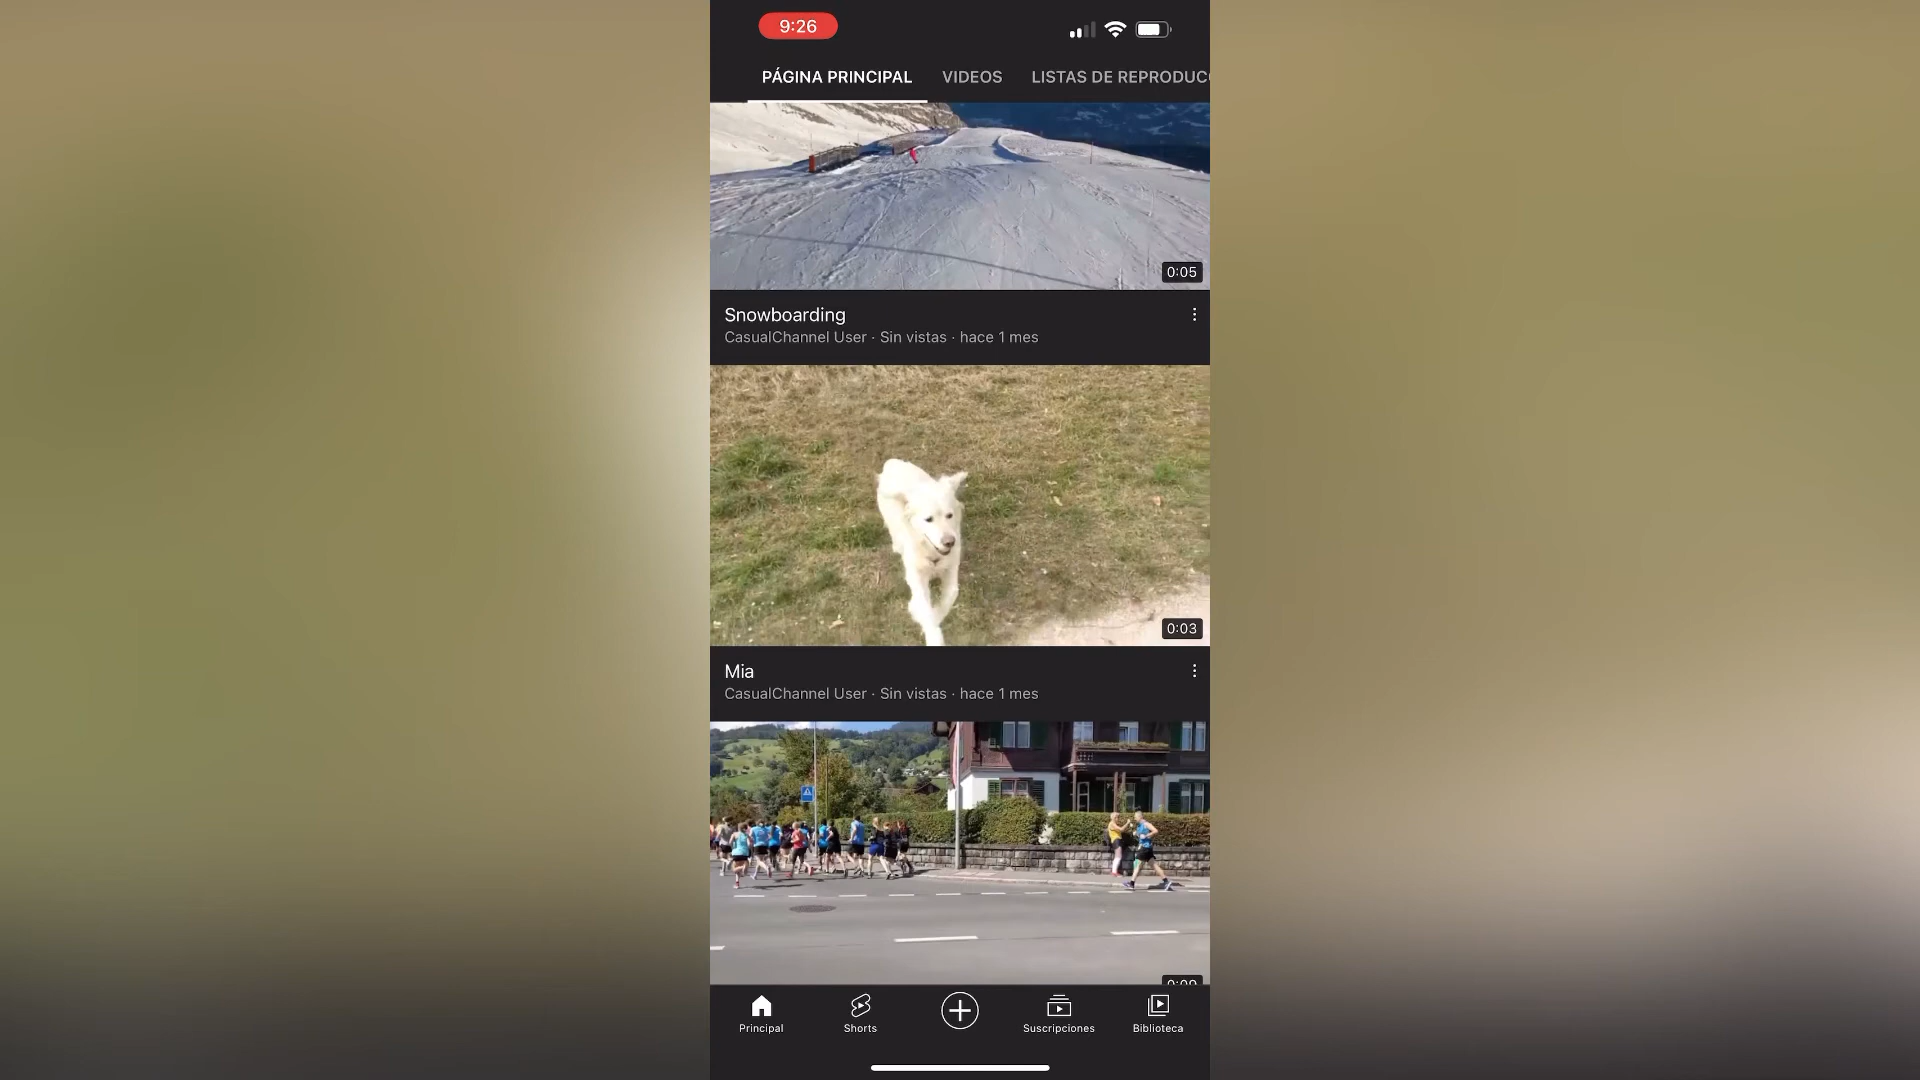 9:26
PÁGINA PRINCIPAL VIDEOS LISTAS DE REPRODUC
0:05
Snowboarding
CasualChannel User · Sin vistas · hace 1 mes
0:03
Mia
CasualChannel User · Sin vistas · hace 1 mes
Principal Shorts Suscripciones Biblioteca